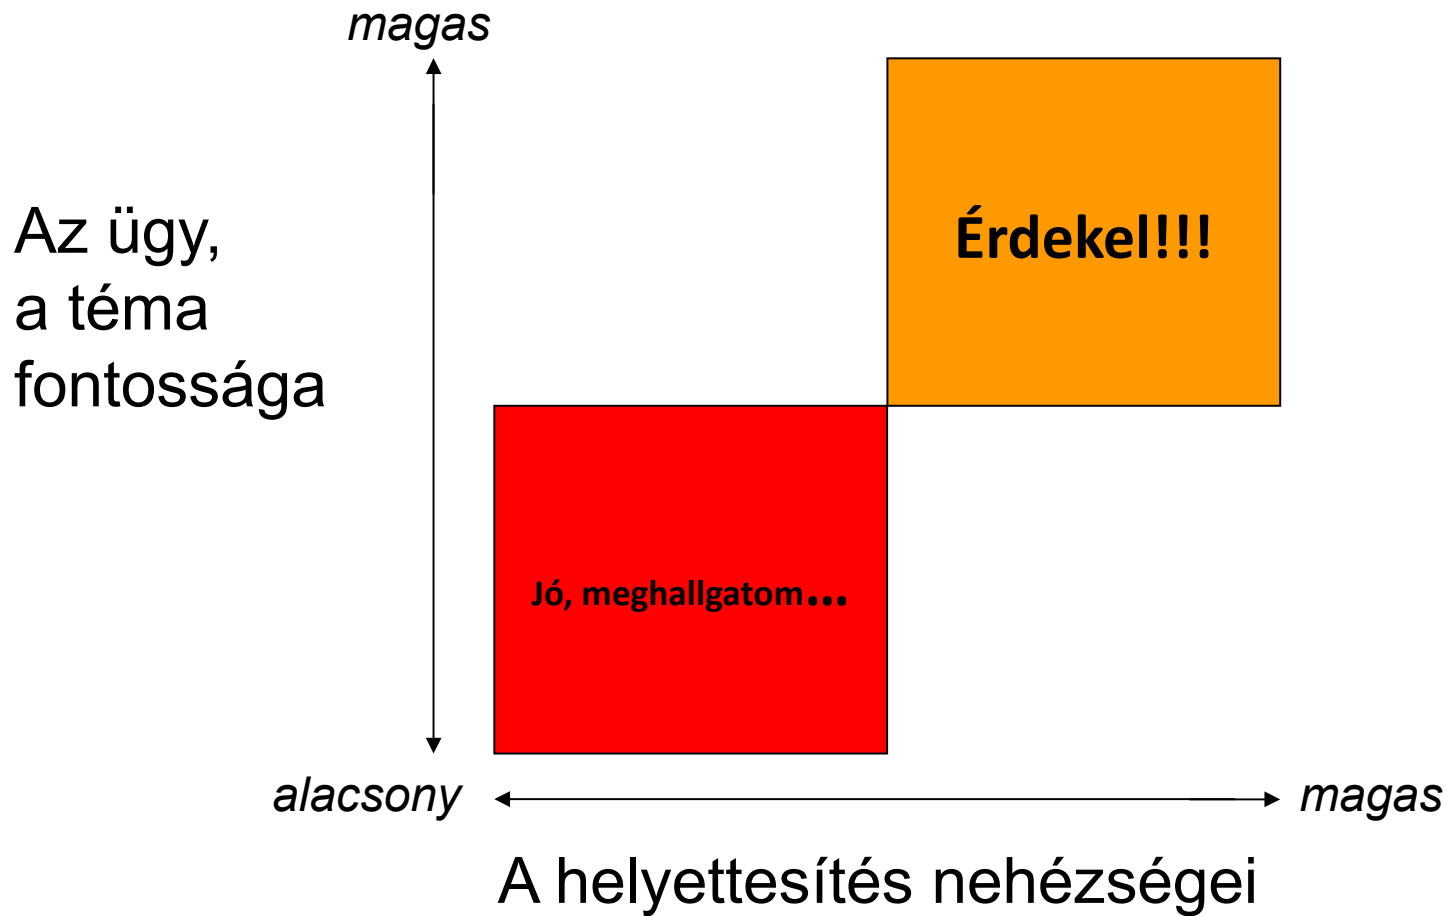 magas
Az ügy,
a téma
fontossága
Érdekel!!!
Jó, meghallgatom...
alacsony
magas
A helyettesítés nehézségei